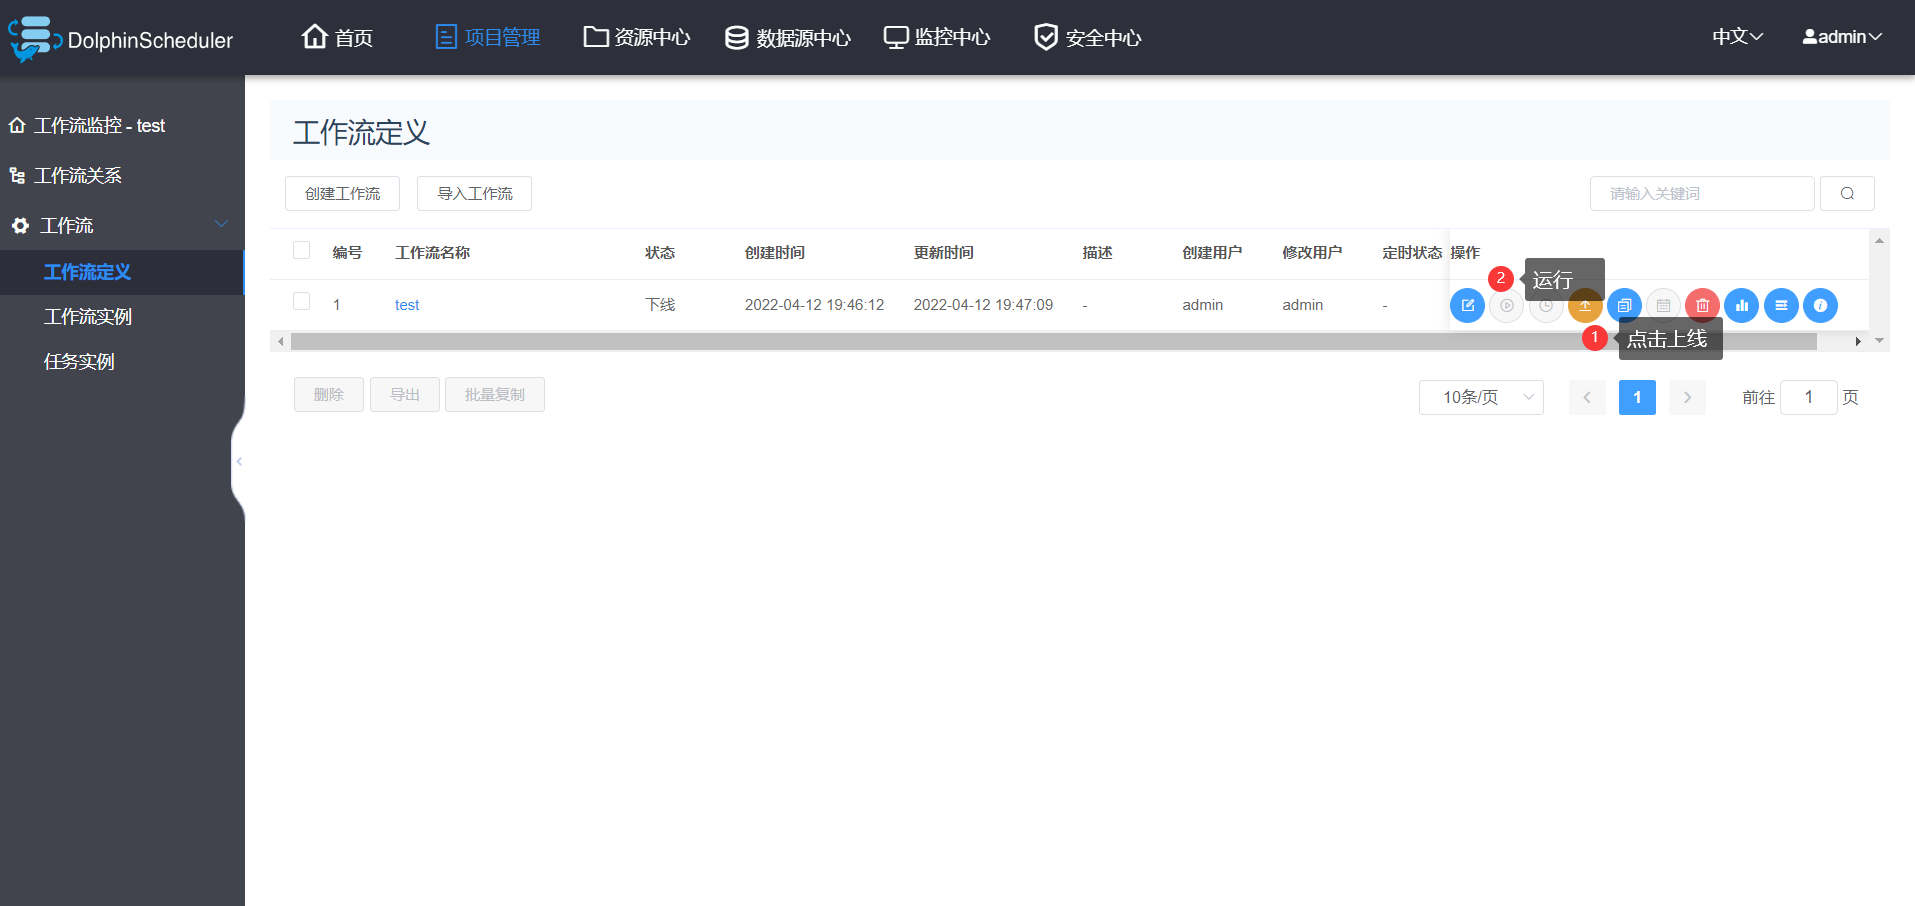 DolphinScheduler
首页
项目管理
资源中心
数据源中心
监控中心
安全中心
中文
admin
工作流监控 - test
工作流关系
工作流
工作流定义
工作流实例
任务实例
工作流定义
创建工作流
导入工作流
请输入关键词
编号 工作流名称 状态 创建时间 更新时间 描述 创建用户 修改用户 定时状态 操作
2 运行
1 test 下线 2022-04-12 19:46:12 2022-04-12 19:47:09 - admin admin -
1 点击上线
删除
导出
批量复制
10条/页
1
前往 1 页